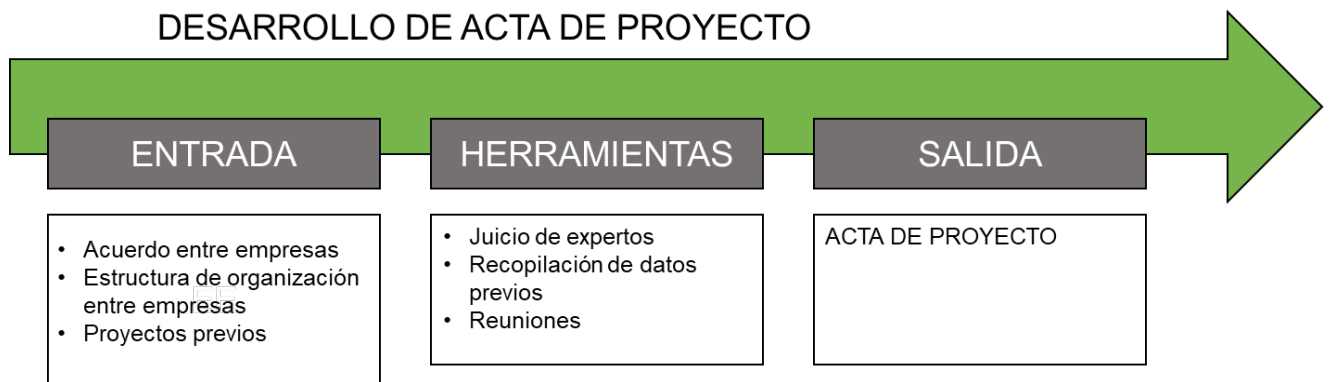 DESARROLLO DE ACTA DE PROYECTO
ENTRADA
• Acuerdo entre empresas
• Estructura de organización
entre empresas
• Proyectos previos
HERRAMIENTAS
• Juicio de expertos
• Recopilación de datos
previos
• Reuniones
SALIDA
ACTA DE PROYECTO